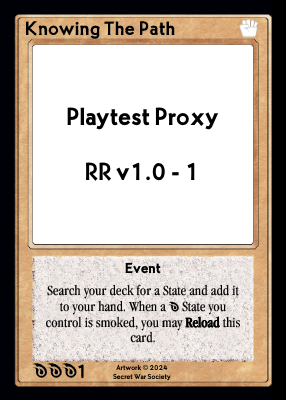 Knowing The Path
Playtest Proxy
RR v1.0 - 1
Event
Search your deck for a State and add it
to your hand. When a State you
control is smoked, you may Reload this
card.
1
Artwork © 2024
Secret War Society